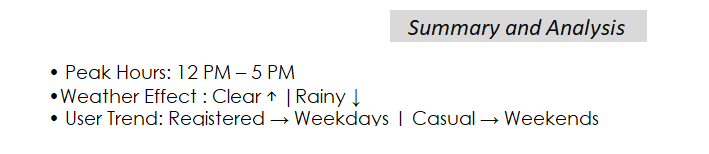 Summary and Analysis
• Peak Hours: 12 PM – 5 PM
•Weather Effect : Clear ↑ |Rainy ↓
• User Trend: Registered → Weekdays | Casual → Weekends